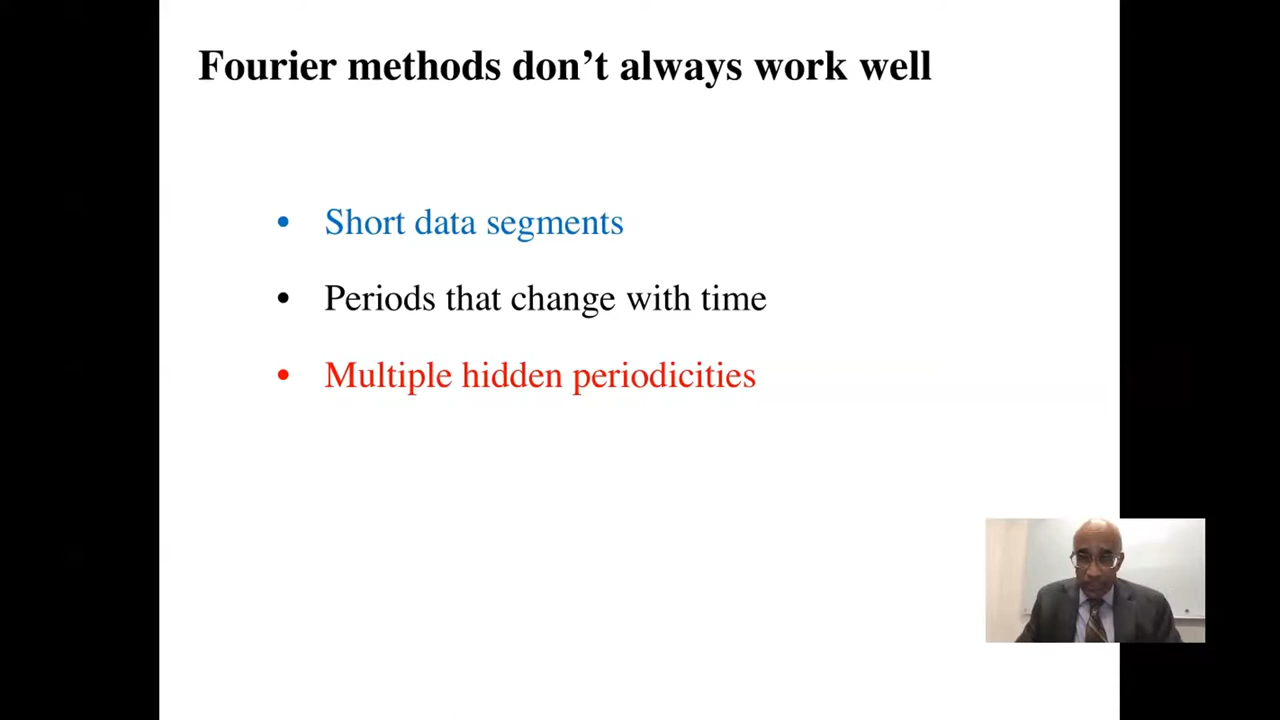 Fourier methods don’t always work well
• Short data segments
• Periods that change with time
• Multiple hidden periodicities